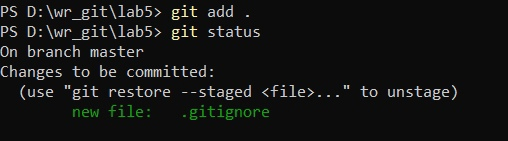 PS D:\wr_git\lab5> git add .
PS D:\wr_git\lab5> git status
On branch master
Changes to be committed:
  (use "git restore --staged <file>..." to unstage)
        new file:   .gitignore